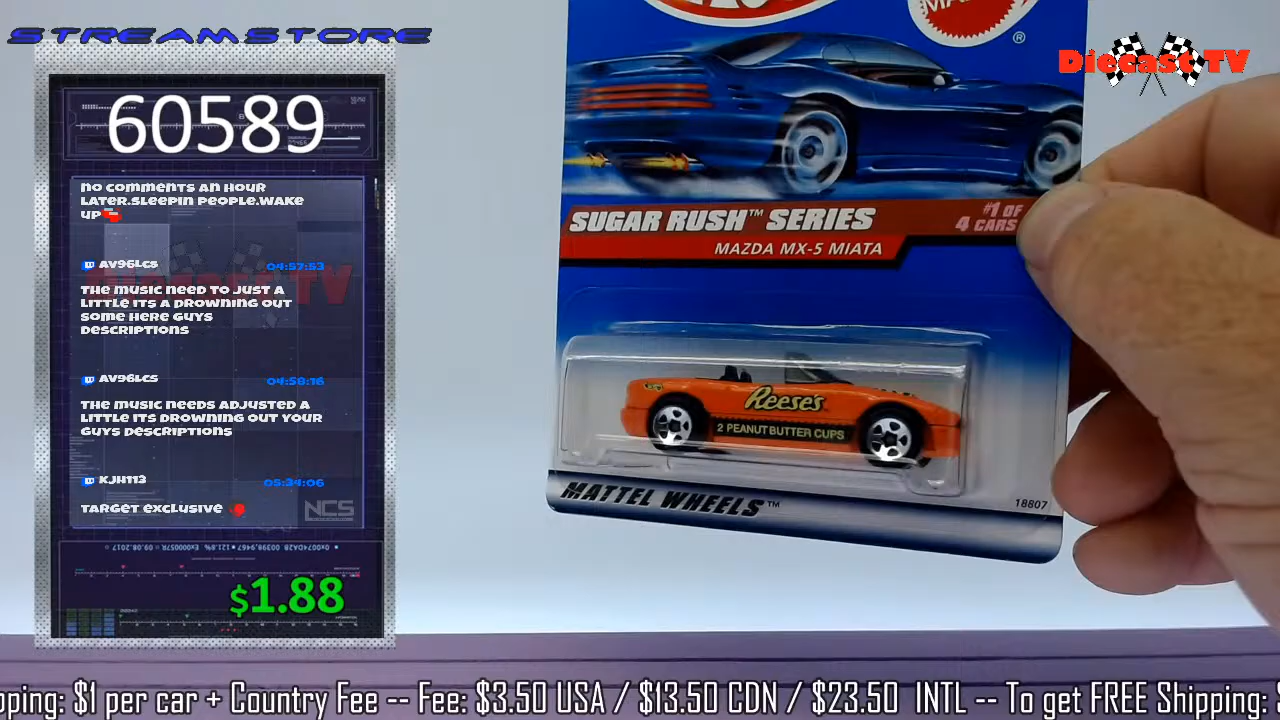 STREAMSTORE
60589
NO COMMENTS AN HOUR
LATER.SLEEPIN PEOPLE.WAKE
UP
AV96LCS 04:57:53
THE MUSIC NEED TO JUST A
LITTLE ITS A DROWNING OUT
SOME HERE GUYS
DESCRIPTIONS
AV96LCS 04:58:16
THE MUSIC NEEDS ADJUSTED A
LITTLE ITS DROWNING OUT YOUR
GUYS DESCRIPTIONS
KJH113 05:34:06
TARGET EXCLUSIVE
NCS
$1.88
®
Diecast TV
SUGAR RUSH™ SERIES
#1 OF
4 CARS
MAZDA MX-5 MIATA
Reese's
2 PEANUT BUTTER CUPS
MATTEL WHEELS™
18807
pping: $1 per car + Country Fee -- Fee: $3.50 USA / $13.50 CDN / $23.50 INTL -- To get FREE Shipping: